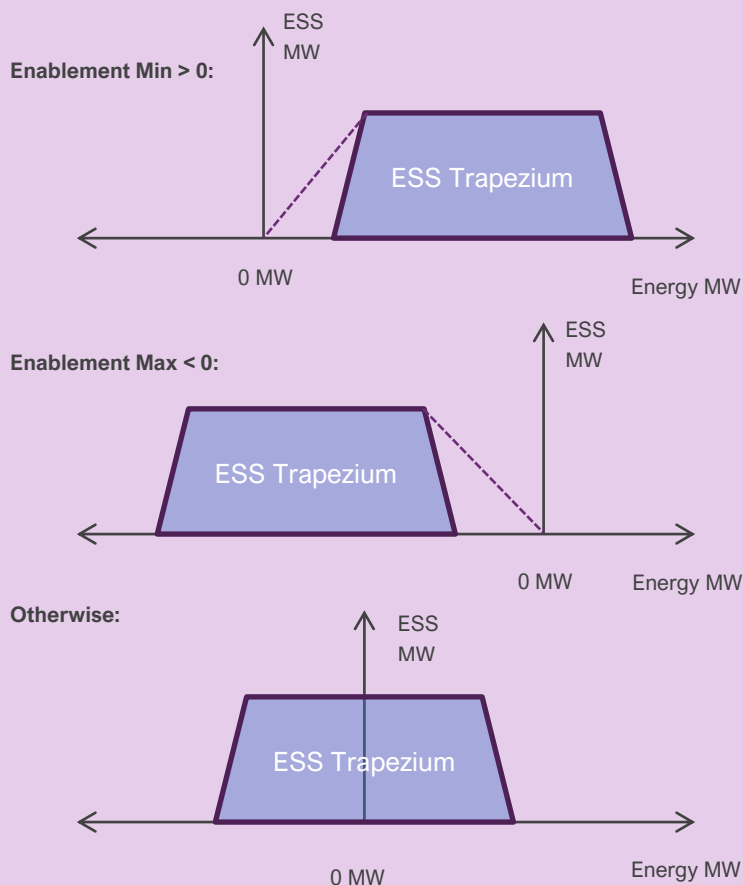 ESS
MW
Enablement Min > 0:
ESS Trapezium
0 MW
Energy MW
ESS
MW
Enablement Max < 0:
ESS Trapezium
0 MW
Energy MW
Otherwise:
ESS
MW
ESS Trapezium
0 MW
Energy MW